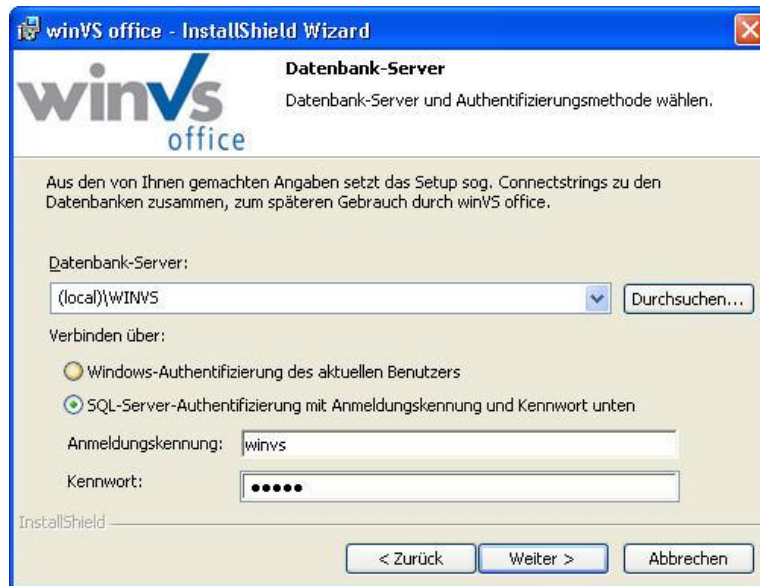 winVS office - InstallShield Wizard
winVs
office
Datenbank-Server
Datenbank-Server und Authentifizierungsmethode wählen.
Aus den von Ihnen gemachten Angaben setzt das Setup sog. Connectstrings zu den
Datenbanken zusammen, zum späteren Gebrauch durch winVS office.
Datenbank-Server:
(local)\WINVS
Durchsuchen...
Verbinden über:
Windows-Authentifizierung des aktuellen Benutzers
SQL-Server-Authentifizierung mit Anmeldungskennung und Kennwort unten
Anmeldungskennung: winvs
Kennwort: ●●●●●
InstallShield
< Zurück Weiter > Abbrechen